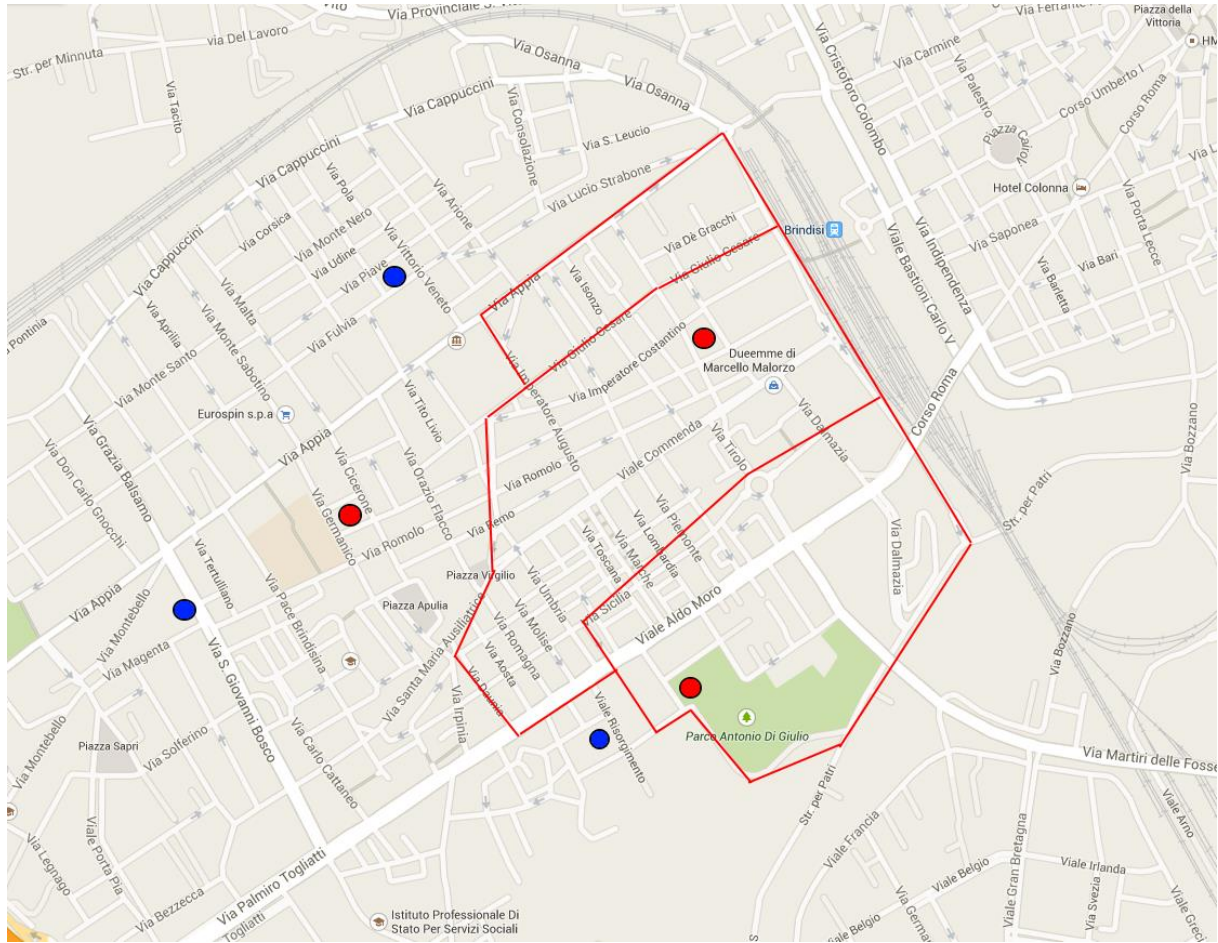 Via Provinciale S.
Vito
via Del Lavoro
Str. per Minnuta
Via Tacito
Via Osanna
Via Osanna
Via Cappuccini
Via Cappuccini
Via Cappuccini
Via Consolazione
Via S. Leucio
Via Lucio Strabone
Via Cristoforo Colombo
Via Carmine
Via Palestro
Corso Umberto I
Corso Roma
Piazza della
Vittoria
HM
Hotel Colonna
Via Porta Lecce
Via Saponea
Via Bari
Via Barletta
Via Indipendenza
Viale Bastioni Carlo V
Brindisi
Corso Roma
Via Pola
Via Arione
Via Corsica
Via Monte Nero
Via Udine
Via Piave
Via Vittorio Veneto
Via Malta
Via Fulvia
Via Aprilia
Via Monte Sabotino
Via Monte Santo
Pontinia
Via Dè Gracchi
Via Giulio Cesare
Via Appia
Via Isonzo
Via Giulio Cesare
Via Imperatore Costantino
Via Imperatore Augusto
Dueemme di
Marcello Malorzo
Via Dalmazia
Via Tirolo
Viale Commenda
Eurospin s.p.a
Via Appia
Via Tito Livio
Via Orazio Flacco
Via Cicerone
Via Germanico
Via Romolo
Via Romolo
Via Remo
Via Grazia Balsamo
Via Don Carlo Gnocchi
Via Tertulliano
Via Pace Brindisina
Piazza Virgilio
Piazza Apulia
Via Toscana
Via Marche
Via Lombardia
Via Piemonte
Via Umbria
Via Sicilia
Via Molise
Via Romagna
Via Aosta
Via Daunia
Via Irpinia
Via Santa Maria Ausiliatrice
Viale Aldo Moro
Via Dalmazia
Str. per Patri
Via Bozzano
Via Bozzano
Via Appia
Via Montebello
Via Magenta
Via S. Giovanni Bosco
Via Montebello
Piazza Sapri
Via Solferino
Via Carlo Cattaneo
Viale Risorgimento
Parco Antonio Di Giulio
Via Martiri delle Fosse
Str. per Patri
Viale Francia
Viale Belgio
Viale Belgio
Viale Gran Bretagna
Viale Irlanda
Via Svezia
Viale Arno
Viale Greci
Via Germa
Via Legnago
Viale Porta Pia
Via Bezzecca
Via Palmiro Togliatti
Togliatti
Istituto Professionale Di
Stato Per Servizi Sociali